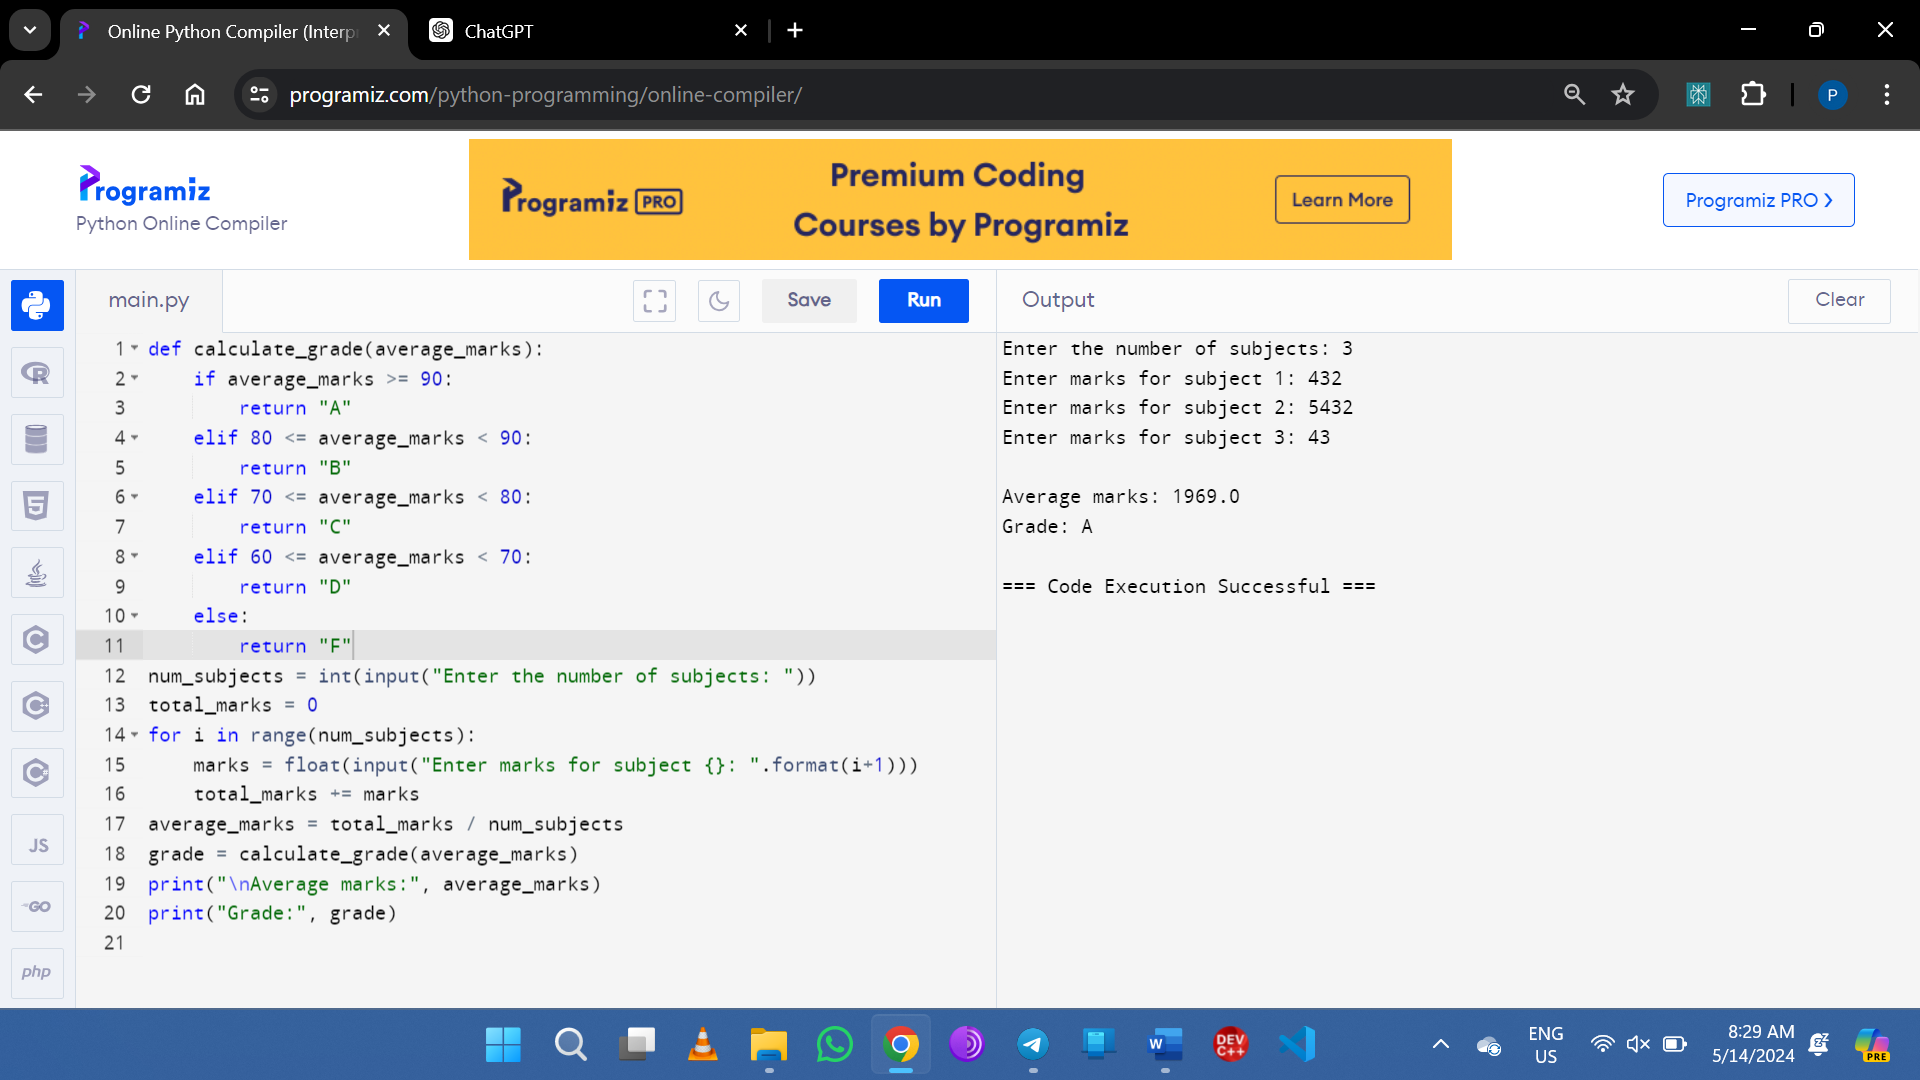 Online Python Compiler (Interp
ChatGPT
programiz.com/python-programming/online-compiler/
P
Programiz
Python Online Compiler
Programiz PRO
Premium Coding
Courses by Programiz
Learn More
Programiz PRO >
main.py
Save
Run
Output
Clear
1 def calculate_grade(average_marks):
2     if average_marks >= 90:
3         return "A"
4     elif 80 <= average_marks < 90:
5         return "B"
6     elif 70 <= average_marks < 80:
7         return "C"
8     elif 60 <= average_marks < 70:
9         return "D"
10     else:
11         return "F"
12 num_subjects = int(input("Enter the number of subjects: "))
13 total_marks = 0
14 for i in range(num_subjects):
15     marks = float(input("Enter marks for subject {}: ".format(i+1)))
16     total_marks += marks
17 average_marks = total_marks / num_subjects
18 grade = calculate_grade(average_marks)
19 print("\nAverage marks:", average_marks)
20 print("Grade:", grade)
21
Enter the number of subjects: 3
Enter marks for subject 1: 432
Enter marks for subject 2: 5432
Enter marks for subject 3: 43
Average marks: 1969.0
Grade: A
=== Code Execution Successful ===
R
5
C
C++
C#
JS
GO
php
W
DEV
C++
ENG
US
8:29 AM
5/14/2024
PRE